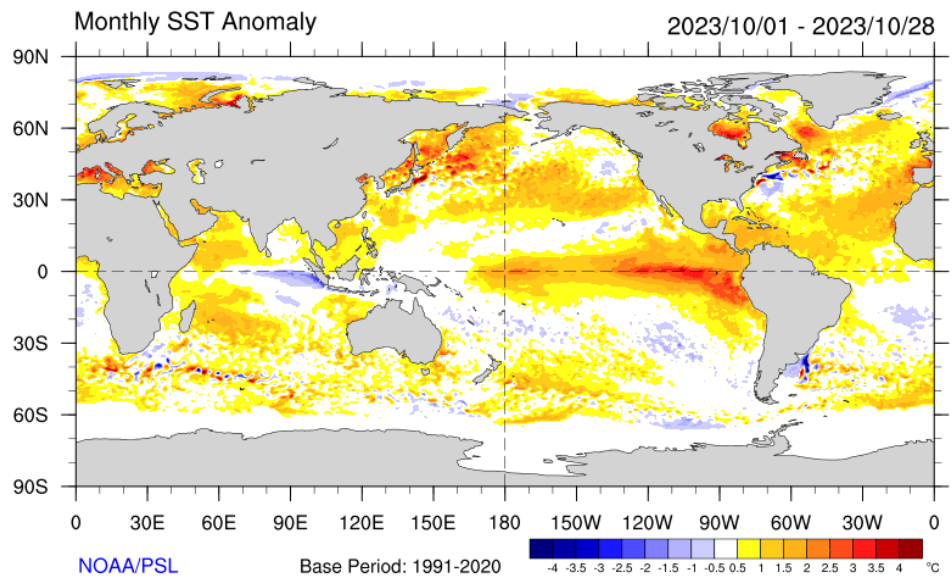 Monthly SST Anomaly 2023/10/01 - 2023/10/28
90N
60N
30N
0
30S
60S
90S
0 30E 60E 90E 120E 150E 180 150W 120W 90W 60W 30W 0
NOAA/PSL Base Period: 1991-2020
-4 -3.5 -3 -2.5 -2 -1.5 -1 -0.5 0.5 1 1.5 2 2.5 3 3.5 4 °C